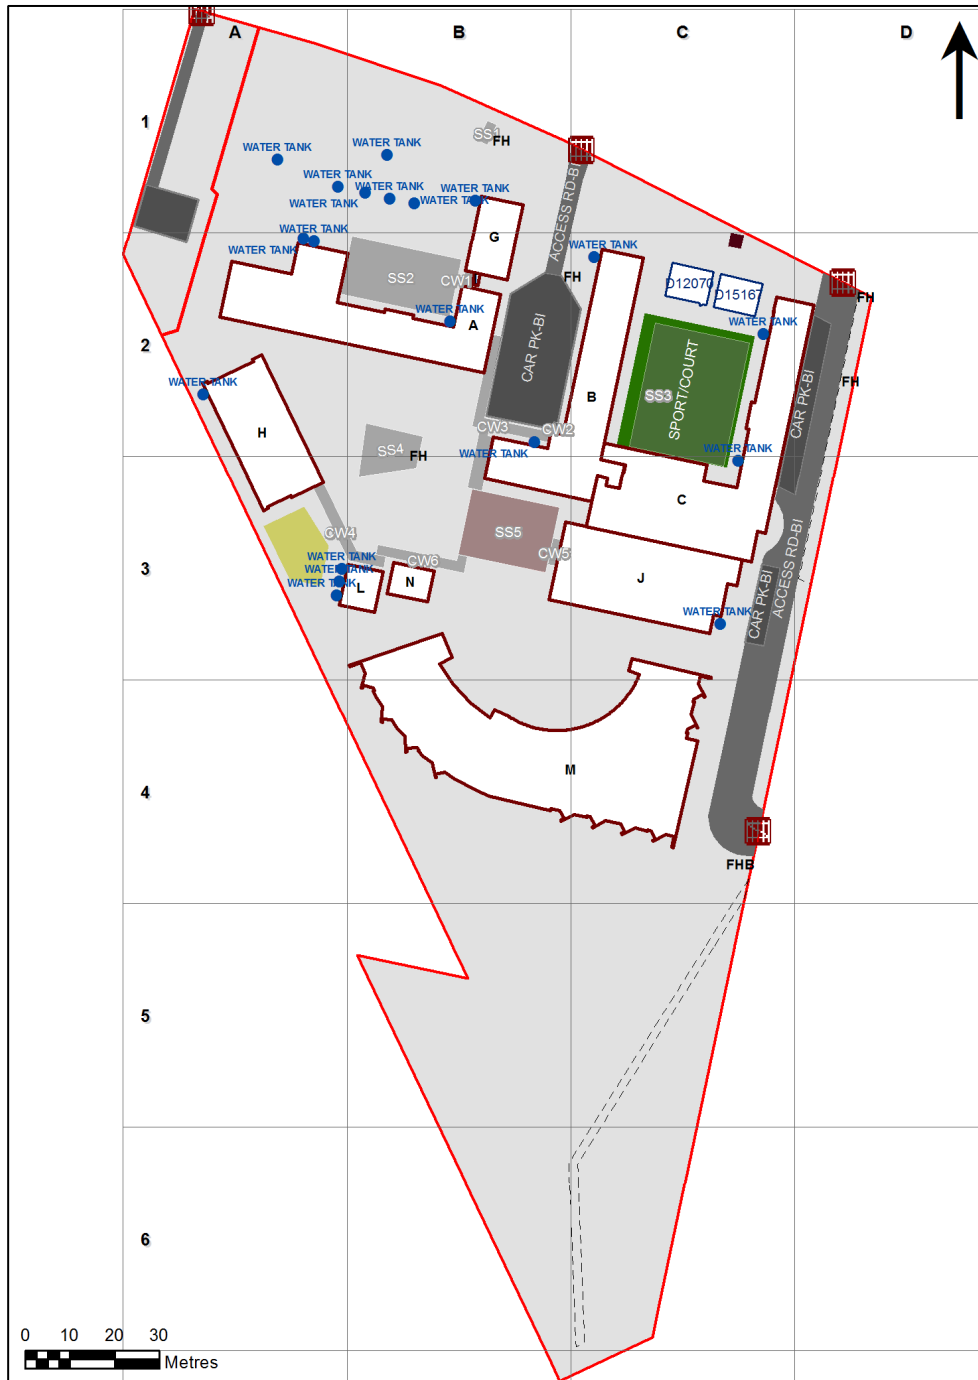 A
B
C
D
1
SS1
FH
WATER TANK
WATER TANK
WATER TANK
WATER TANK
WATER TANK
WATER TANK
WATER TANK
ACCESS RD-BI
G
WATER TANK
WATER TANK
WATER TANK
SS2
CW1
FH
D12070
D15167
FH
WATER TANK
A
WATER TANK
2
CAR PK-BI
SPORT/COURT
SS3
CAR PK-BI
FH
WATER TANK
B
H
CW3
CW2
SS4
FH
WATER TANK
WATER TANK
C
CW4
SS5
CW5
ACCESS RD-BI
WATER TANK
WATER TANK
WATER TANK
CW6
3
L
N
J
CAR PK-BI
WATER TANK
M
4
FHB
5
6
0 10 20 30
Metres